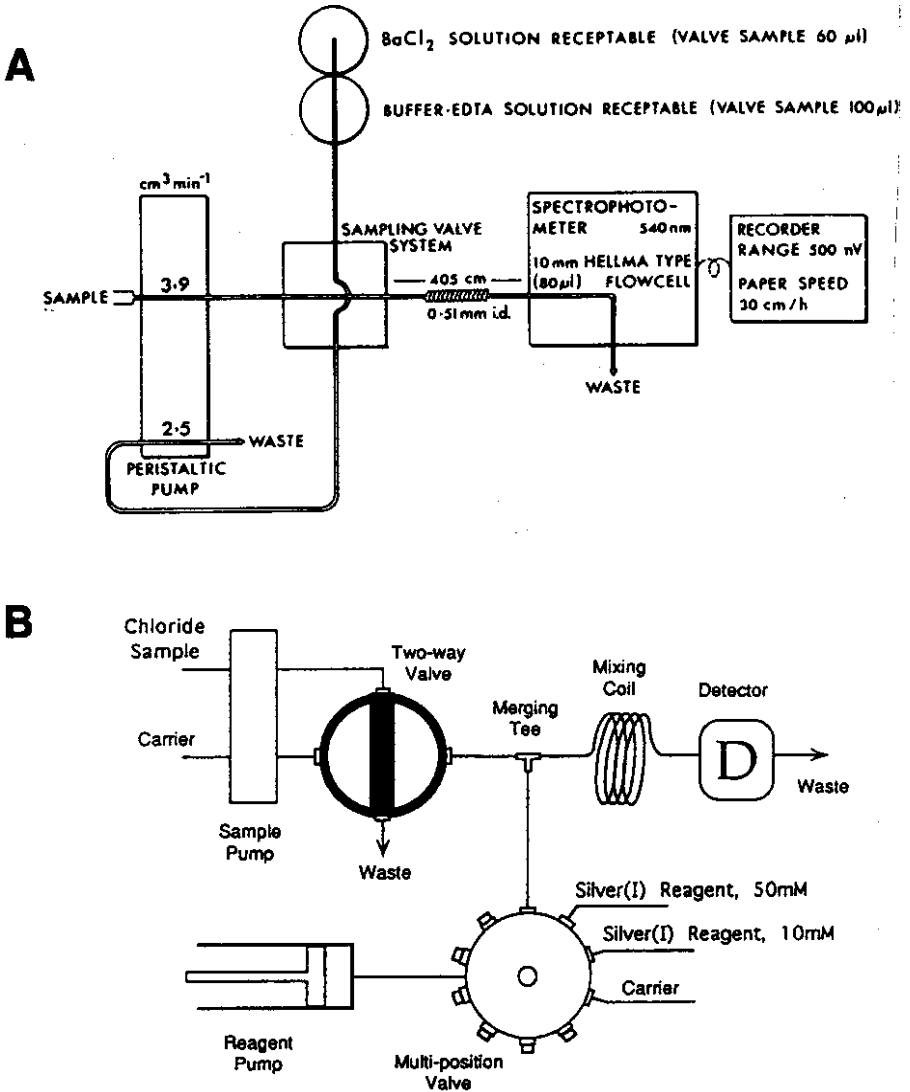 A
BaCl2 SOLUTION RECEPTABLE (VALVE SAMPLE 60 µl)
BUFFER-EDTA SOLUTION RECEPTABLE (VALVE SAMPLE 100µl)
cm³ min⁻¹
SAMPLING VALVE
SYSTEM
SAMPLE
3·9
405 cm
0·51mm i.d.
SPECTROPHOTO-
METER 540nm
10mm HELLMA TYPE
(80µl) FLOWCELL
RECORDER
RANGE 500 nV
PAPER SPEED
30 cm/h
WASTE
2·5
WASTE
PERISTALTIC
PUMP
B
Chloride
Sample
Two-way
Valve
Merging
Tee
Mixing
Coil
Detector
Carrier
D
Waste
Sample
Pump
Waste
Silver(I) Reagent, 50mM
Silver(I) Reagent, 10mM
Carrier
Reagent
Pump
Multi-position
Valve